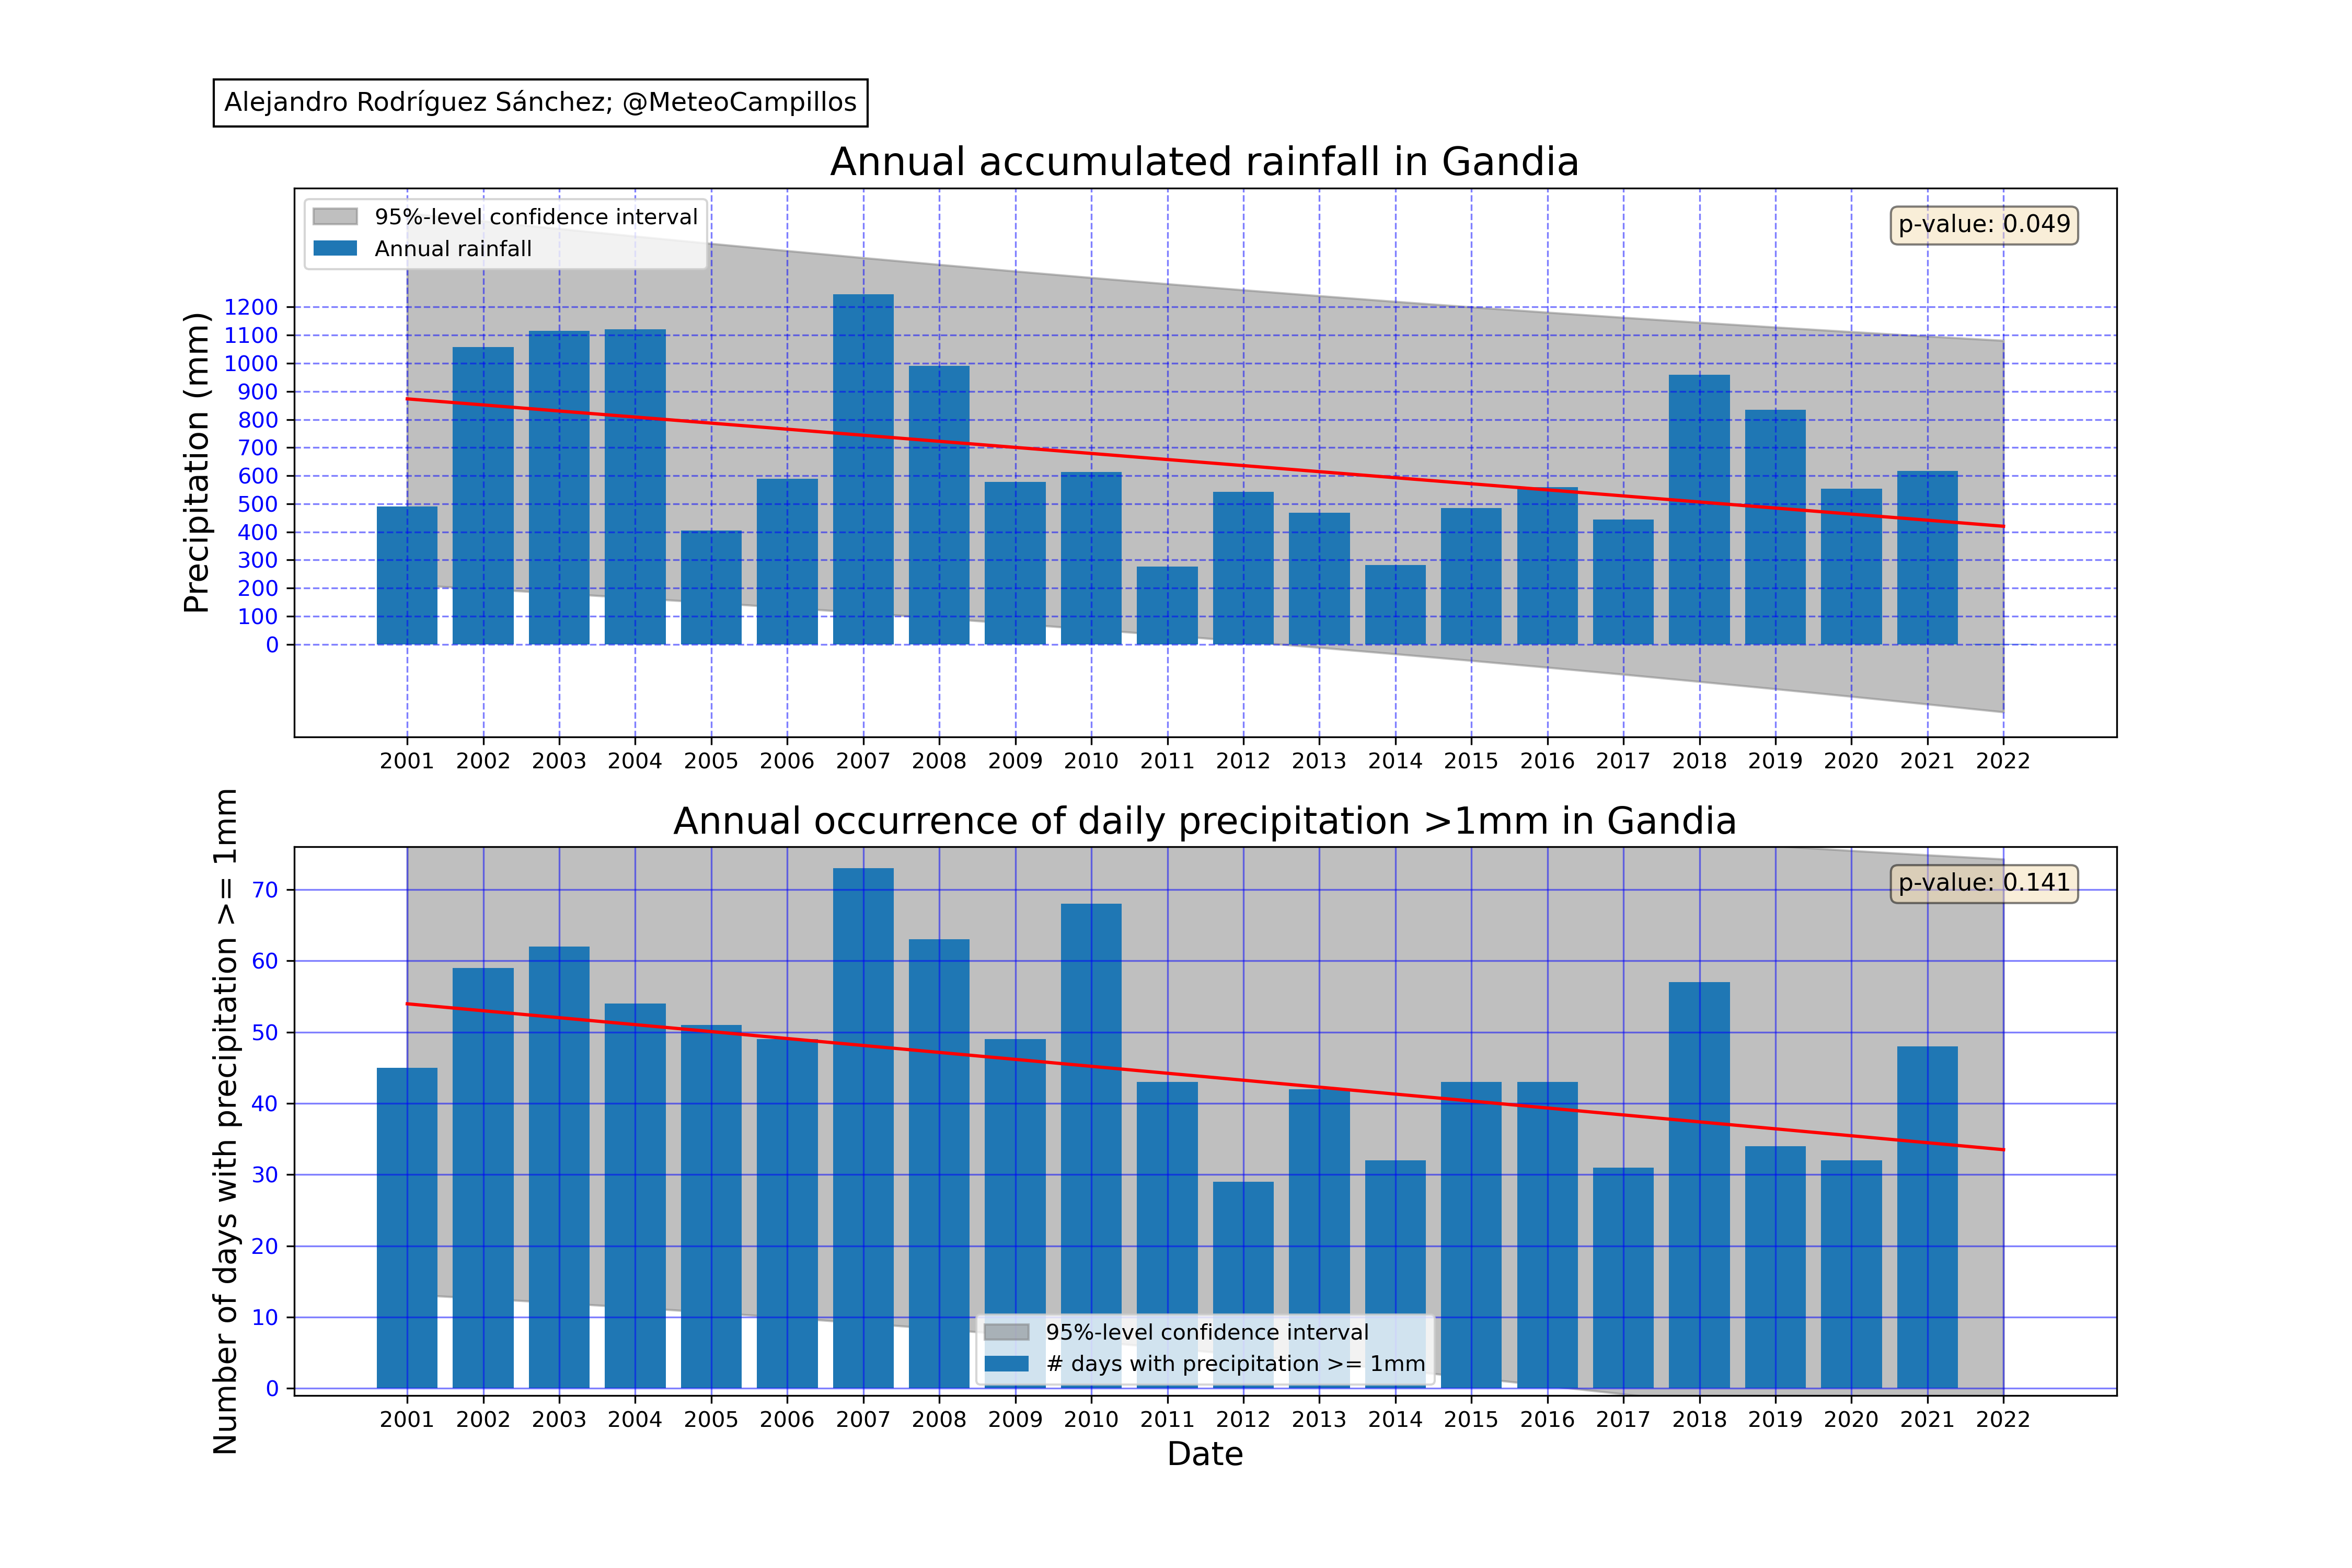 Alejandro Rodríguez Sánchez; @MeteoCampillos
Annual accumulated rainfall in Gandia
95%-level confidence interval
Annual rainfall
p-value: 0.049
Precipitation (mm)
1200
1100
1000
900
800
700
600
500
400
300
200
100
0
2001 2002 2003 2004 2005 2006 2007 2008 2009 2010 2011 2012 2013 2014 2015 2016 2017 2018 2019 2020 2021 2022
Annual occurrence of daily precipitation >1mm in Gandia
p-value: 0.141
Number of days with precipitation >= 1mm
70
60
50
40
30
20
10
0
95%-level confidence interval
# days with precipitation >= 1mm
2001 2002 2003 2004 2005 2006 2007 2008 2009 2010 2011 2012 2013 2014 2015 2016 2017 2018 2019 2020 2021 2022
Date